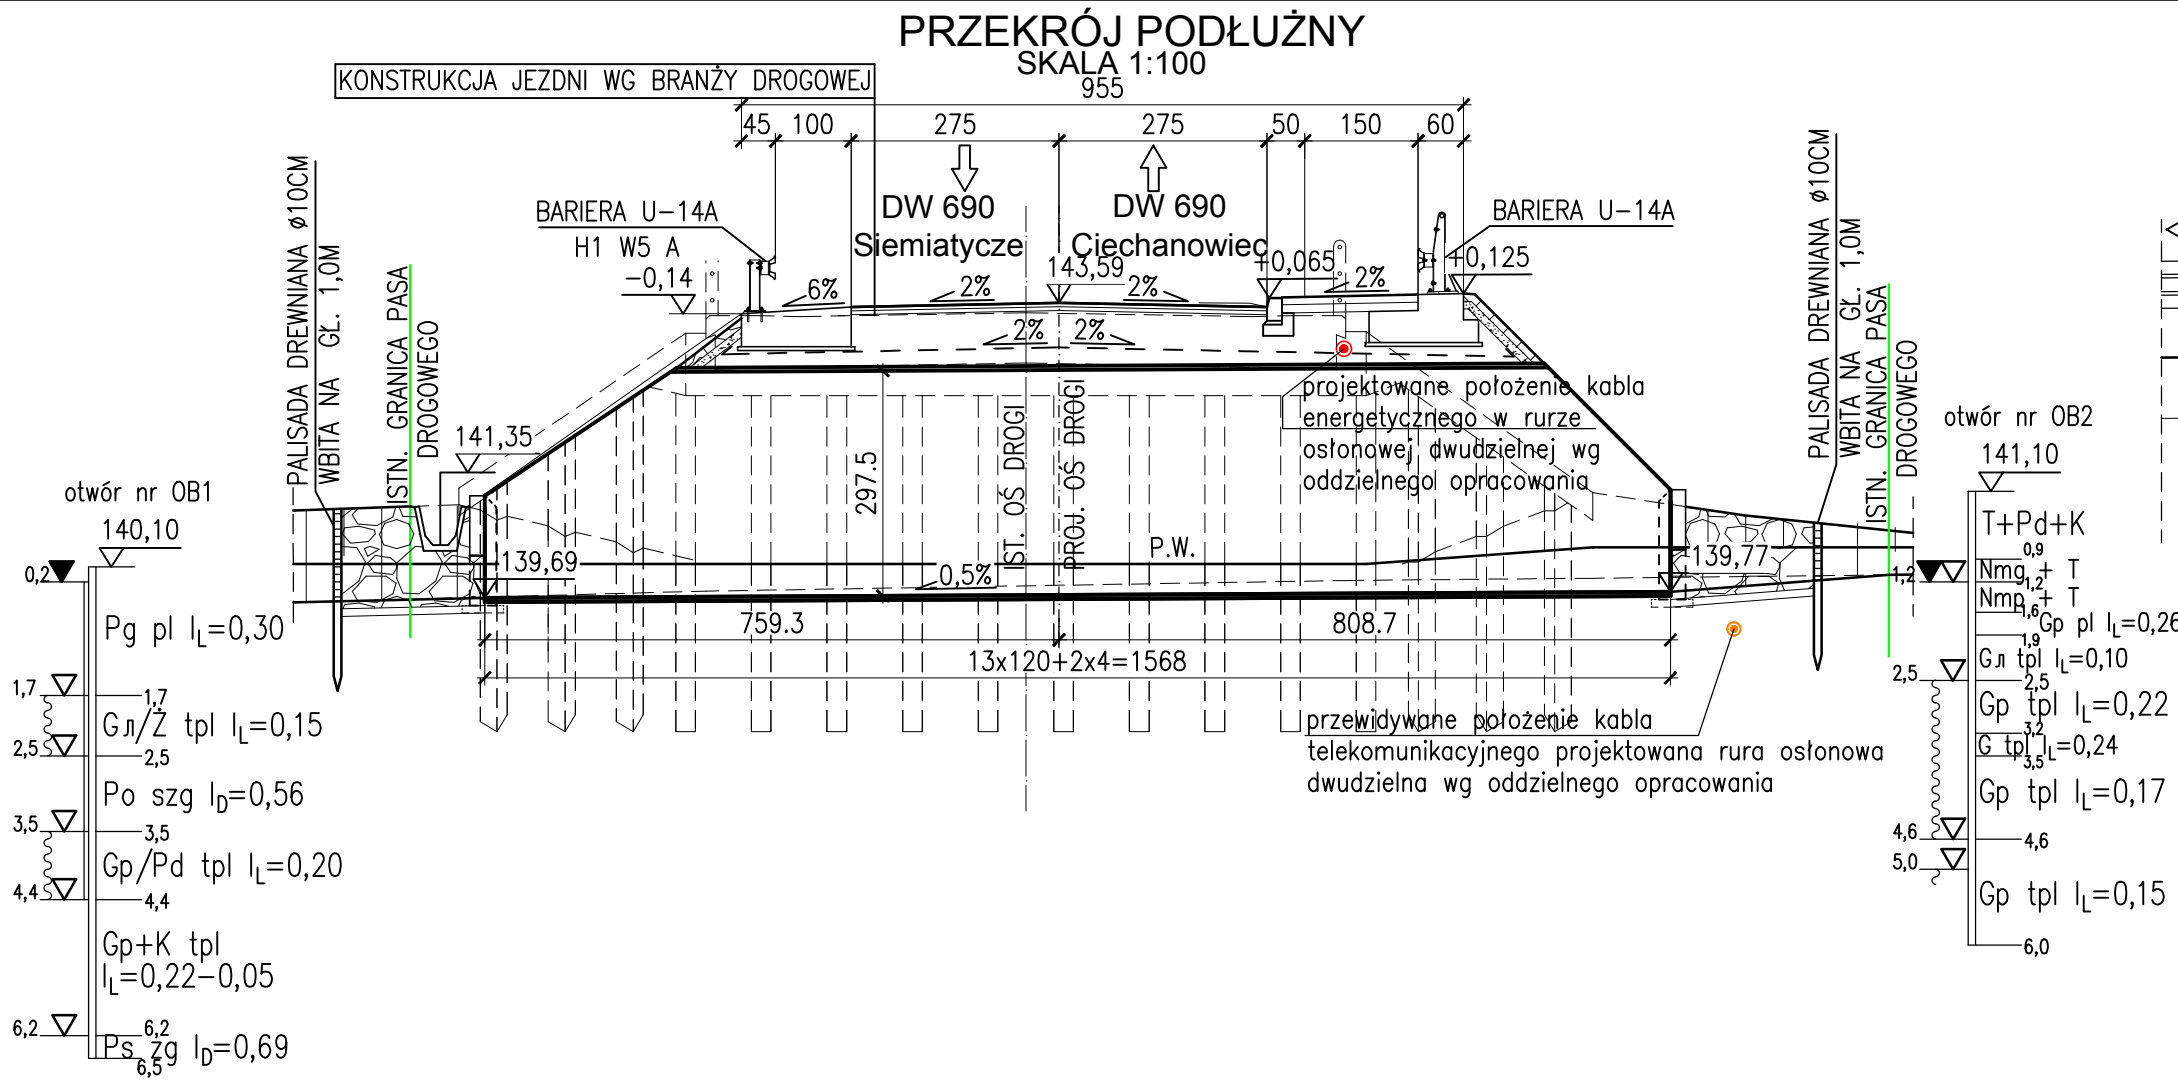 PRZEKRÓJ PODŁUŻNY
SKALA 1:100
KONSTRUKCJA JEZDNI WG BRANŻY DROGOWEJ
955
45 100 275 275 50 150 60
DW 690
Siemiatycze
DW 690
Ciechanowiec
BARIERA U-14A
H1 W5 A
BARIERA U-14A
-0,14
6%
2%
143,59
2%
+0,065
2%
+0,125
2%
2%
PALISADA DREWNIANA ø10CM
WBITA NA GŁ. 1,0M
ISTN. GRANICA PASA
DROGOWEGO
PALISADA DREWNIANA ø10CM
WBITA NA GŁ. 1,0M
ISTN. GRANICA PASA
DROGOWEGO
141,35
297.5
IST. OŚ DROGI
PROJ. OŚ DROGI
projektowane położenie kabla
energetycznego w rurze
osłonowej dwudzielnej wg
oddzielnego opracowania
139,69
0,5%
P.W.
139,77
759.3
808.7
13x120+2x4=1568
przewidywane położenie kabla
telekomunikacyjnego projektowana rura osłonowa
dwudzielna wg oddzielnego opracowania
otwór nr OB1
140,10
0,2
Pg pl IL=0,30
1,7
1,7
Gл/Ż tpl IL=0,15
2,5
2,5
Po szg ID=0,56
3,5
3,5
Gp/Pd tpl IL=0,20
4,4
4,4
Gp+K tpl
IL=0,22-0,05
6,2
6,2
Ps zg ID=0,69
6,5
otwór nr OB2
141,10
T+Pd+K
0,9
1,2
Nmg + T
1,2
Nmp + T
1,6
Gp pl IL=0,26
1,9
Gл tpl IL=0,10
2,5
2,5
Gp tpl IL=0,22
3,2
G tpl IL=0,24
3,5
Gp tpl IL=0,17
4,6
4,6
5,0
Gp tpl IL=0,15
6,0